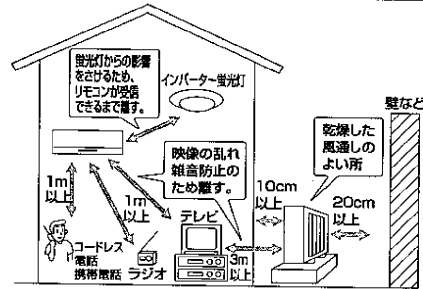 蛍光灯からの影響
をさけるため、
リモコンが受信
できるまで離す。
インバーター蛍光灯
壁など
乾燥した
風通しの
よい所
映像の乱れ
雑音防止の
ため離す。
1m
以上
1m
以上
10cm
以上
20cm
以上
テレビ
3m
以上
コードレス
電話
携帯電話
ラジオ